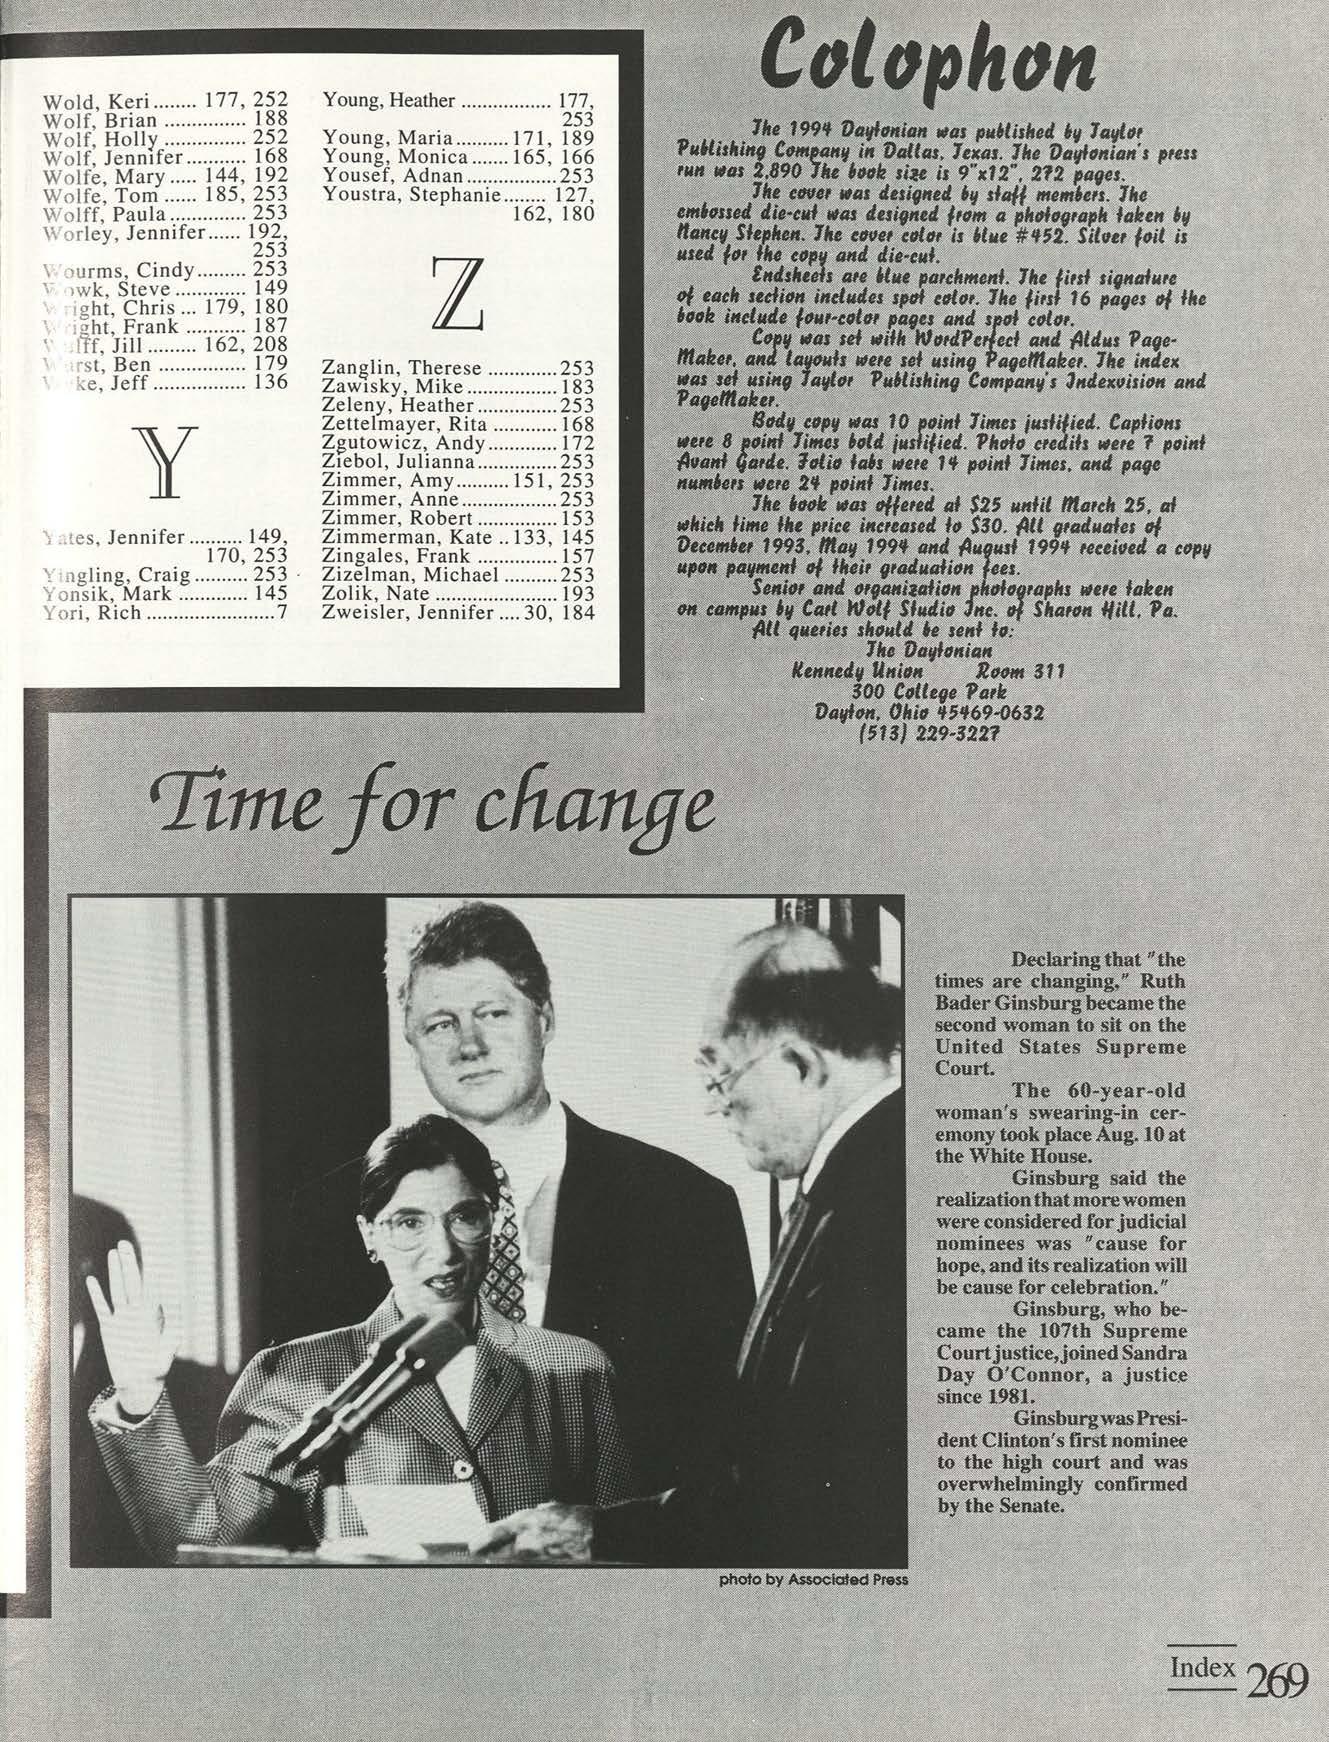 Wold, Keri ........ 177, 252
Wolf, Brian ............... 188
Wolf, Holly ................ 252
Wolf, Jennifer ........... 168
Wolfe, Mary ..... 144, 192
Wolfe, Tom ...... 185, 253
Wolff, Paula .............. 253
Worley, Jennifer ...... 192,
253
Wourms, Cindy ......... 253
Wowk, Steve ............. 149
Wright, Chris ... 179, 180
Wright, Frank ........... 187
Wulff, Jill ......... 162, 208
Wurst, Ben ................ 179
Jeff ................. 136
Y
Yates, Jennifer ......... 149,
170, 253
Yingling, Craig .......... 253
Yonsik, Mark ............. 145
Yori, Rich ........................ 7
Young, Heather ................. 177,
253
Young, Maria .......... 171, 189
Young, Monica ....... 165, 166
Yousef, Adnan ................. 253
Youstra, Stephanie ........ 127,
162, 180
Z
Zanglin, Therese ............. 253
Zawisky, Mike ................. 183
Zeleny, Heather ............... 253
Zettelmayer, Rita ............ 168
Zgutowicz, Andy ............. 172
Ziebol, Julianna ............... 253
Zimmer, Amy .......... 151, 253
Zimmer, Anne .................. 253
Zimmer, Robert ............... 153
Zimmerman, Kate .. 133, 145
Zingales, Frank ................ 157
Zizelman, Michael .......... 253
Zolik, Nate ....................... 193
Zweisler, Jennifer .... 30, 184
Colophon
The 1994 Daytonian was published by Taylor
Publishing Company in Dallas, Texas. The Daytonian's press
run was 2,890 The book size is 9"x12", 272 pages.
The cover was designed by staff members. The
embossed die-cut was designed from a photograph taken by
Nancy Stephen. The cover color is blue #452. Silver foil is
used for the copy and die-cut.
Endsheets are blue parchment. The first signature
of each section includes spot color. The first 16 pages of the
book include four-color pages and spot color.
Copy was set with WordPerfect and Aldus Page-
Maker, and layouts were set using PageMaker. The index
was set using Taylor Publishing Company's Indexvision and
PageMaker.
Body copy was 10 point Times justified. Captions
were 8 point Times bold justified. Photo credits were 7 point
Avant Garde. Folio tabs were 14 point Times, and page
numbers were 24 point Times.
The book was offered at $25 until March 25, at
which time the price increased to $30. All graduates of
December 1993, May 1994 and August 1994 received a copy
upon payment of their graduation fees.
Senior and organization photographs were taken
on campus by Carl Wolf Studio Inc. of Sharon Hill, Pa.
All queries should be sent to:
The Daytonian
Kennedy Union Room 311
300 College Park
Dayton, Ohio 45469-0632
(513) 229-3227
Time for change
Declaring that "the
times are changing," Ruth
Bader Ginsburg became the
second woman to sit on the
United States Supreme
Court.
The 60-year-old
woman's swearing-in cer-
emony took place Aug. 10 at
the White House.
Ginsburg said the
realization that more women
were considered for judicial
nominees was "cause for
hope, and its realization will
be cause for celebration."
Ginsburg, who be-
came the 107th Supreme
Court justice, joined Sandra
Day O'Connor, a justice
since 1981.
Ginsburg was Presi-
dent Clinton's first nominee
to the high court and was
overwhelmingly confirmed
by the Senate.
photo by Associated Press
Index 269